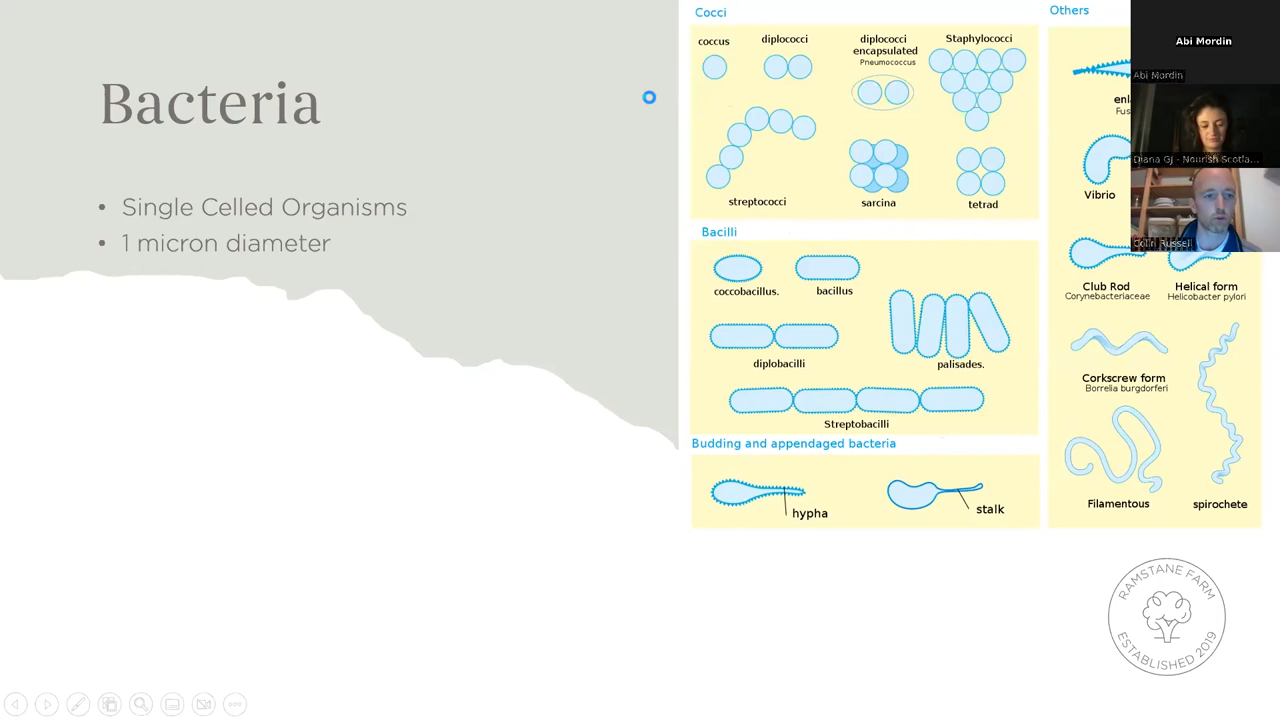 Bacteria
• Single Celled Organisms
• 1 micron diameter
Cocci
coccus
diplococci
diplococci
encapsulated
Pneumococcus
Staphylococci
streptococci
sarcina
tetrad
Bacilli
coccobacillus.
bacillus
diplobacilli
palisades.
Streptobacilli
Budding and appendaged bacteria
hypha
stalk
Others
Vibrio
Club Rod
Corynebacteriaceae
Helical form
Helicobacter pylori
Corkscrew form
Borrelia burgdorferi
Filamentous
spirochete
Abi Mordin
Abi Mordin
Diana GJ - Nourish Scotla...
Colin Russell
RAMSTANE FARM
ESTABLISHED 2019